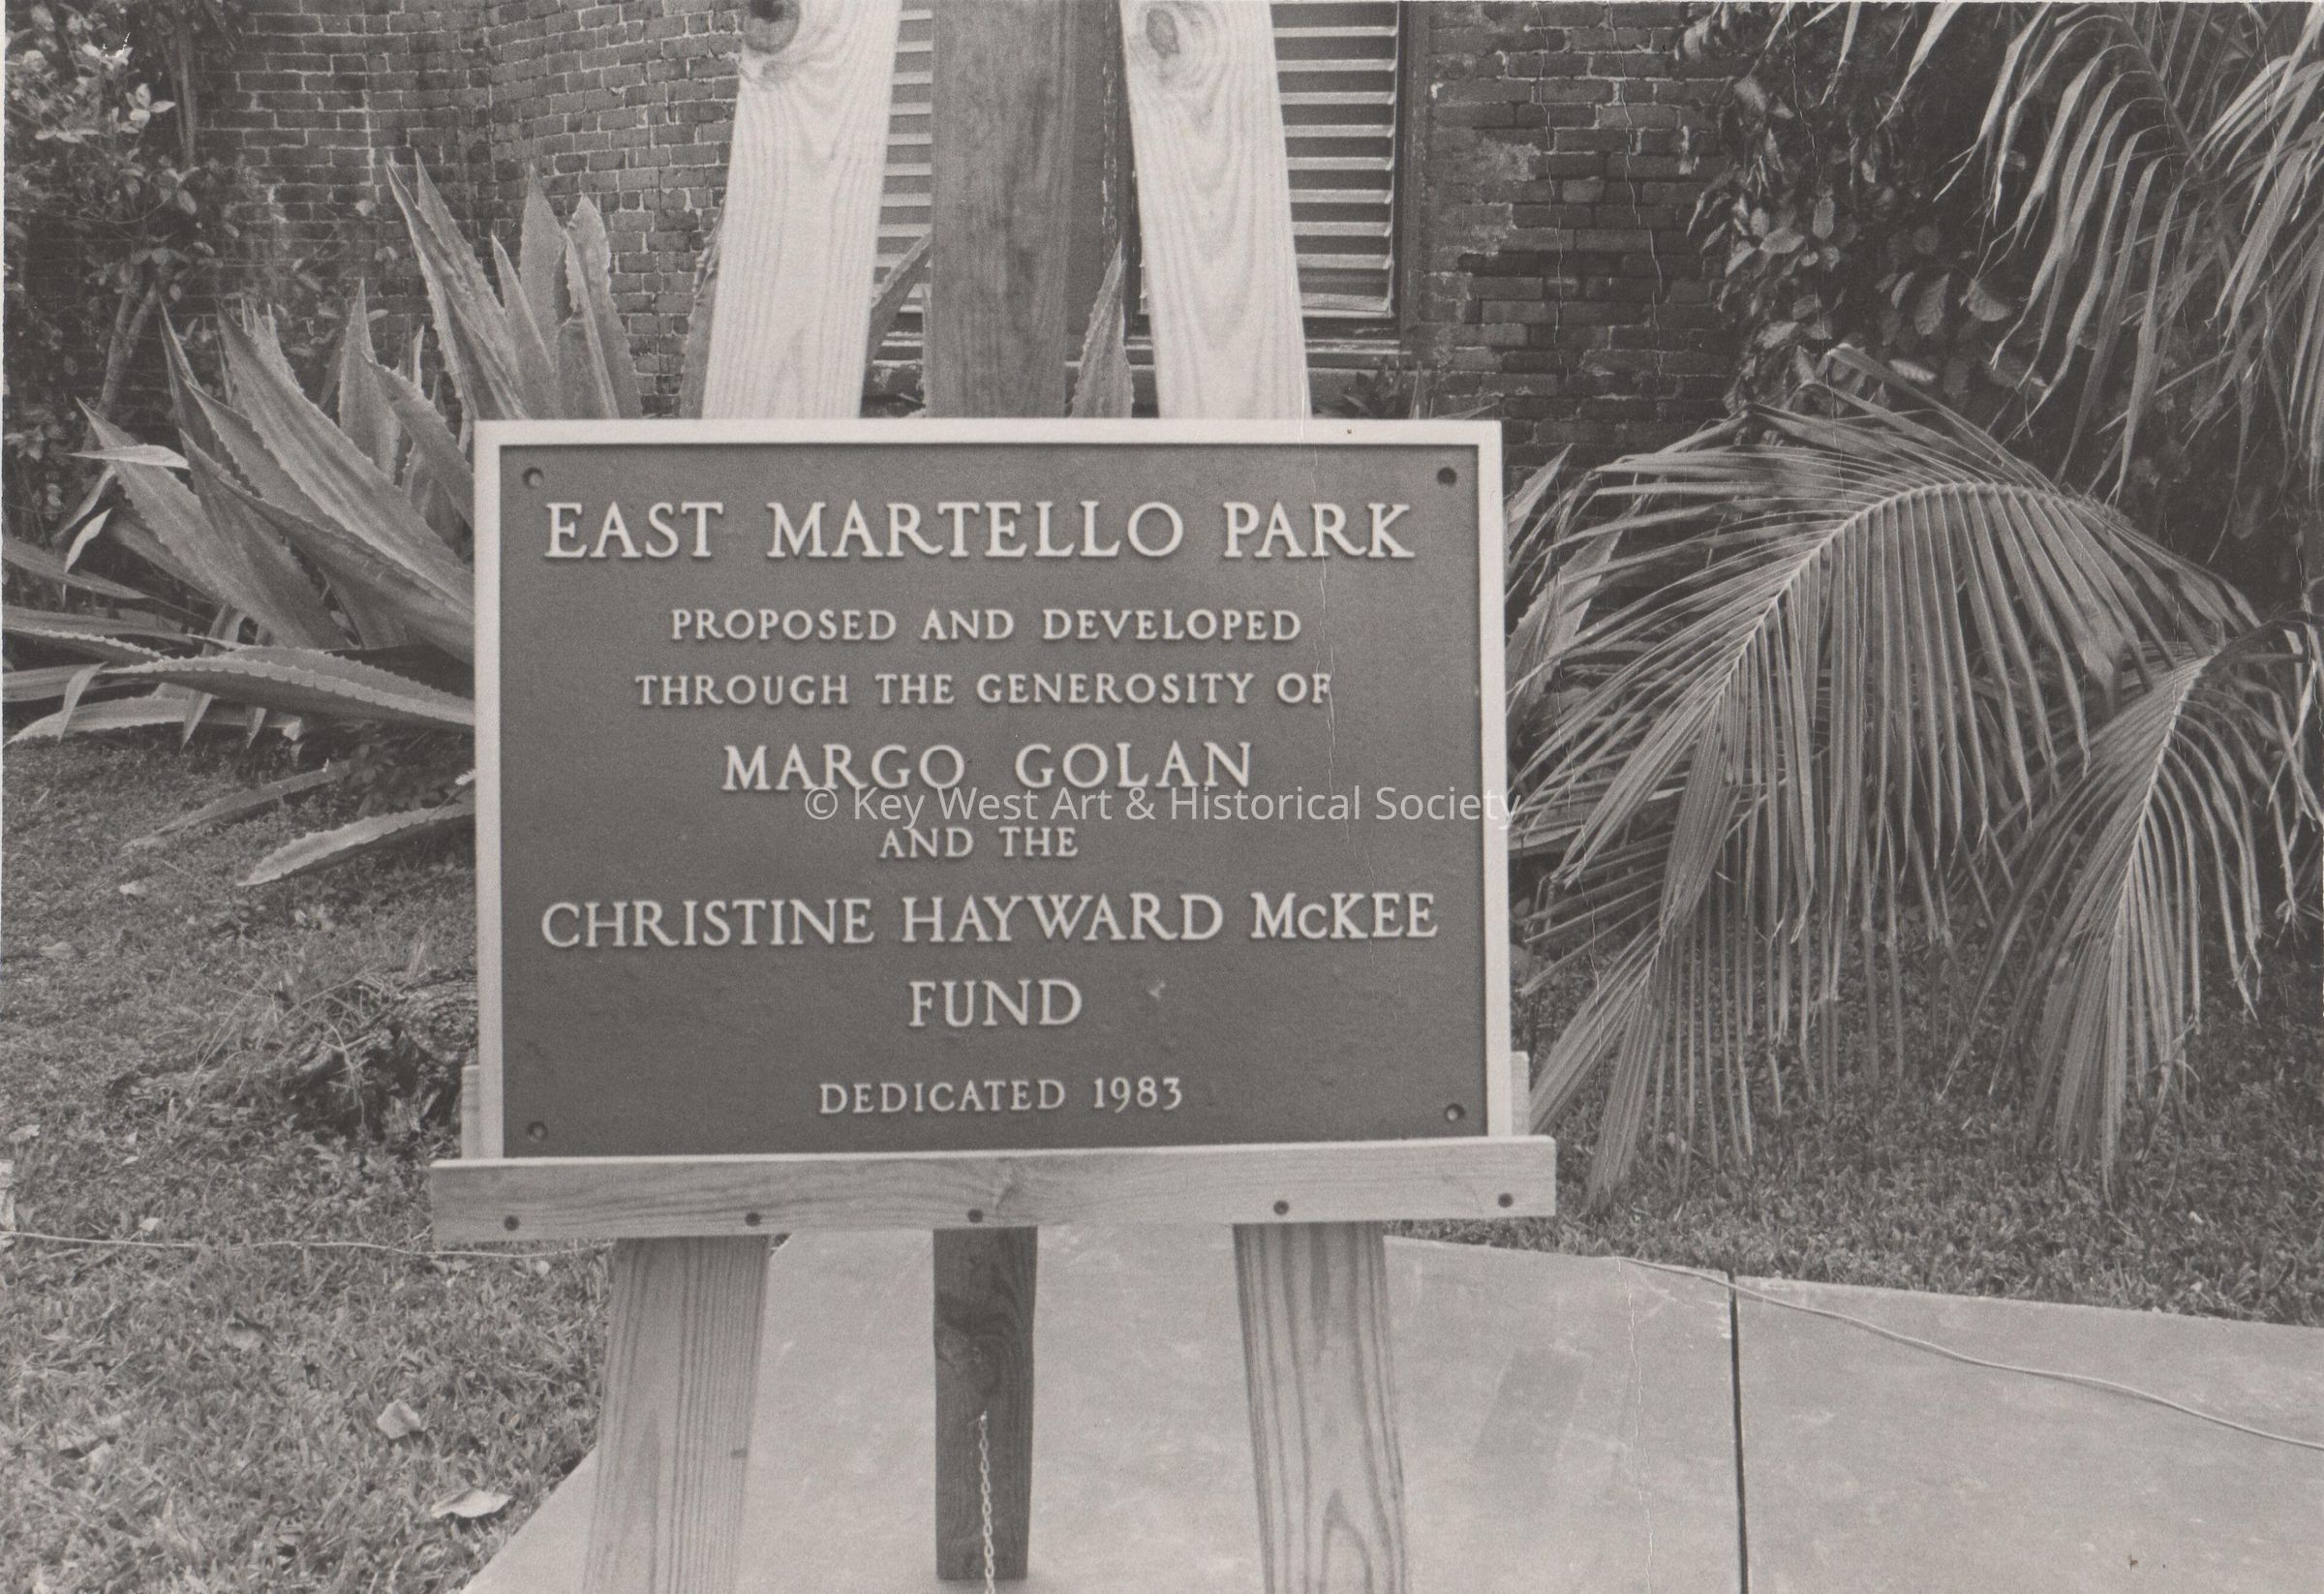 EAST MARTELLO PARK
PROPOSED AND DEVELOPED
THROUGH THE GENEROSITY OF
MARGO GOLAN
© Key West Art & Historical Society
AND THE
CHRISTINE HAYWARD McKEE
FUND
DEDICATED 1983